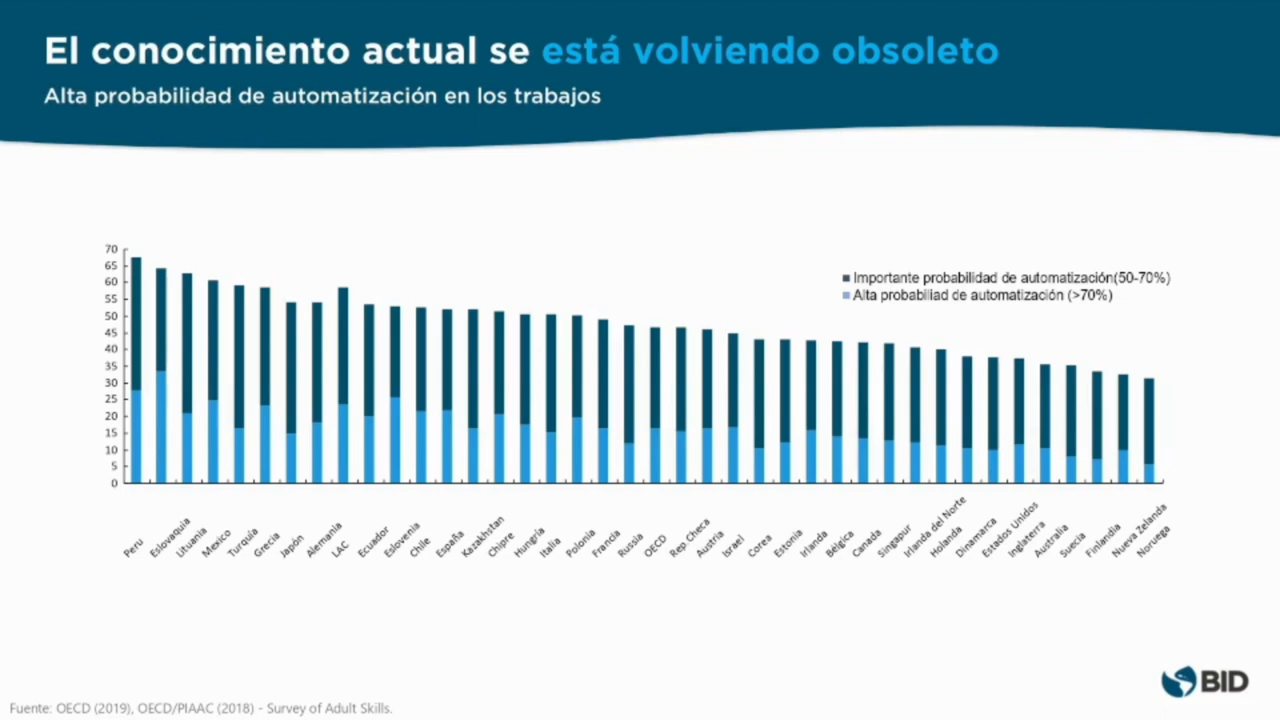 El conocimiento actual se está volviendo obsoleto
Alta probabilidad de automatización en los trabajos
70
65
60
55
50
45
40
35
30
25
20
15
10
5
0
Importante probabilidad de automatización(50-70%)
Alta probabiliad de automatización (>70%)
Peru
Eslovaquia
Lituania
Mexico
Turquía
Grecia
Japón
Alemania
LAC
Ecuador
Eslovenia
Chile
España
Kazakhstan
Chipre
Hungría
Italia
Polonia
Francia
Russia
OECD
Rep Checa
Austria
Israel
Corea
Estonia
Irlanda
Bélgica
Canada
Singapur
Irlanda del Norte
Holanda
Dinamarca
Estados Unidos
Inglaterra
Australia
Suecia
Finlandia
Nueva Zelanda
Noruega
BID
Fuente: OECD (2019), OECD/PIAAC (2018) - Survey of Adult Skills.